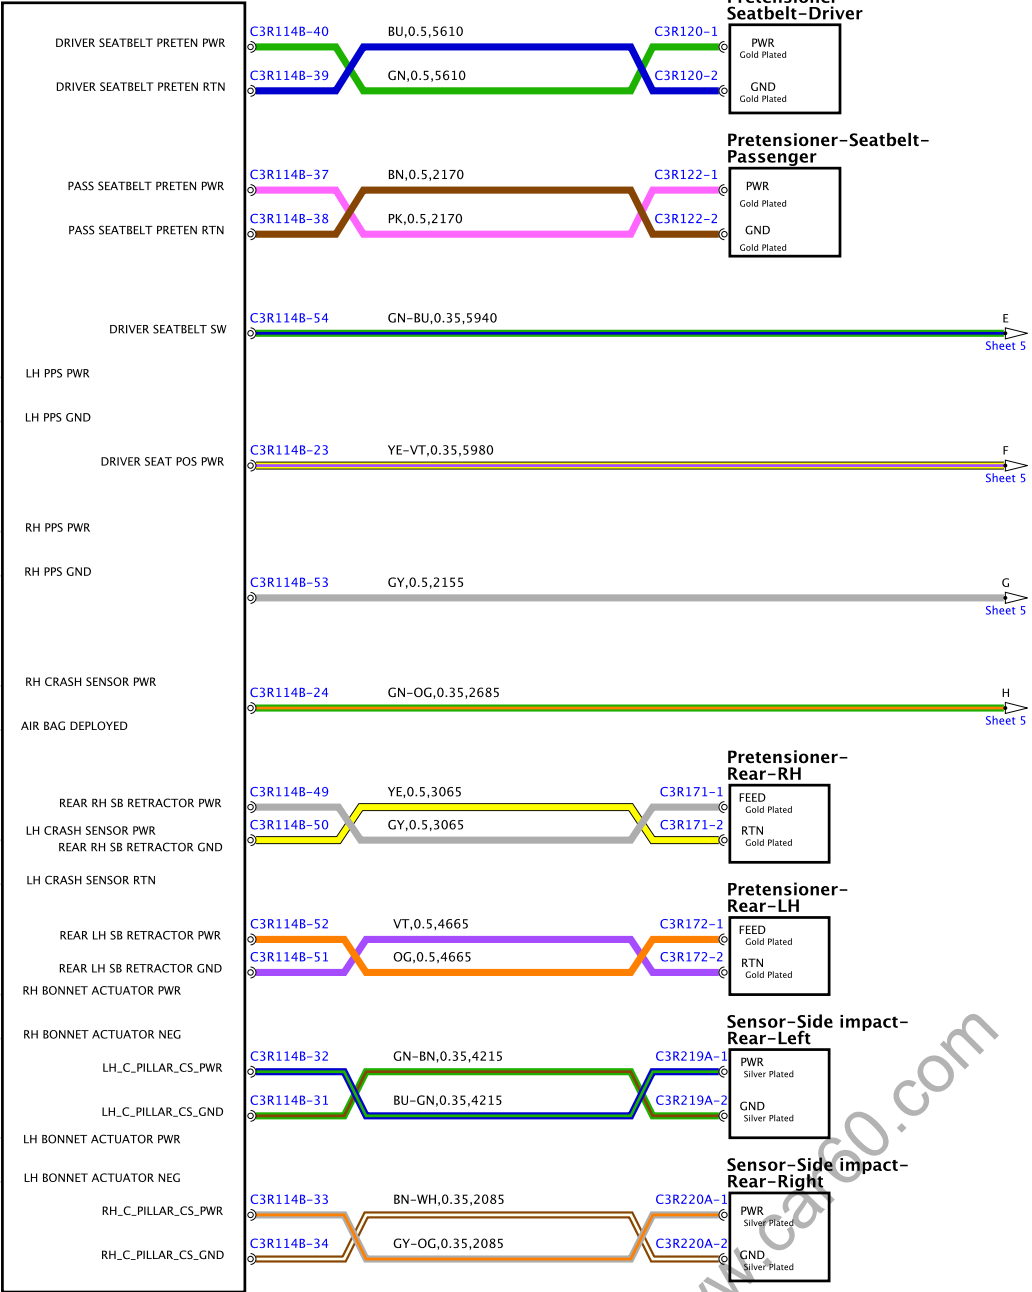 Pretensioner-
Seatbelt-Driver
C3R114B-40 BU,0.5,5610 C3R120-1
DRIVER SEATBELT PRETEN PWR PWR
Gold Plated
C3R114B-39 GN,0.5,5610 C3R120-2
DRIVER SEATBELT PRETEN RTN GND
Gold Plated
Pretensioner-Seatbelt-
Passenger
C3R114B-37 BN,0.5,2170 C3R122-1
PASS SEATBELT PRETEN PWR PWR
Gold Plated
C3R114B-38 PK,0.5,2170 C3R122-2
PASS SEATBELT PRETEN RTN GND
Gold Plated
C3R114B-54 GN-BU,0.35,5940 E
DRIVER SEATBELT SW
Sheet 5
LH PPS PWR
LH PPS GND
C3R114B-23 YE-VT,0.35,5980 F
DRIVER SEAT POS PWR
Sheet 5
RH PPS PWR
RH PPS GND
C3R114B-53 GY,0.5,2155 G
Sheet 5
RH CRASH SENSOR PWR
C3R114B-24 GN-OG,0.35,2685 H
Sheet 5
AIR BAG DEPLOYED
Pretensioner-
Rear-RH
C3R114B-49 YE,0.5,3065 C3R171-1
REAR RH SB RETRACTOR PWR FEED
Gold Plated
C3R114B-50 GY,0.5,3065 C3R171-2
LH CRASH SENSOR PWR RTN
REAR RH SB RETRACTOR GND Gold Plated
LH CRASH SENSOR RTN
Pretensioner-
Rear-LH
C3R114B-52 VT,0.5,4665 C3R172-1
REAR LH SB RETRACTOR PWR FEED
Gold Plated
C3R114B-51 OG,0.5,4665 C3R172-2
REAR LH SB RETRACTOR GND RTN
Gold Plated
RH BONNET ACTUATOR PWR
Sensor-Side impact-
Rear-Left
RH BONNET ACTUATOR NEG
C3R114B-32 GN-BN,0.35,4215 C3R219A-1
LH_C_PILLAR_CS_PWR PWR
Silver Plated
C3R114B-31 BU-GN,0.35,4215 C3R219A-2
LH_C_PILLAR_CS_GND GND
Silver Plated
LH BONNET ACTUATOR PWR
Sensor-Side impact-
Rear-Right
LH BONNET ACTUATOR NEG
C3R114B-33 BN-WH,0.35,2085 C3R220A-1
RH_C_PILLAR_CS_PWR PWR
Silver Plated
C3R114B-34 GY-OG,0.35,2085 C3R220A-2
RH_C_PILLAR_CS_GND GND
Silver Plated
w.car60.com